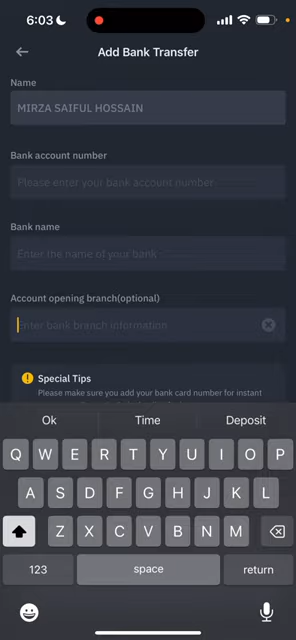 6:03
Add Bank Transfer
Name
MIRZA SAIFUL HOSSAIN
Bank account number
Please enter your bank account number
Bank name
Enter the name of your bank
Account opening branch(optional)
Enter bank branch information
Special Tips
Please make sure you add your bank card number for instant
Ok Time Deposit
Q W E R T Y U I O P
A S D F G H J K L
Z X C V B N M
123 space return